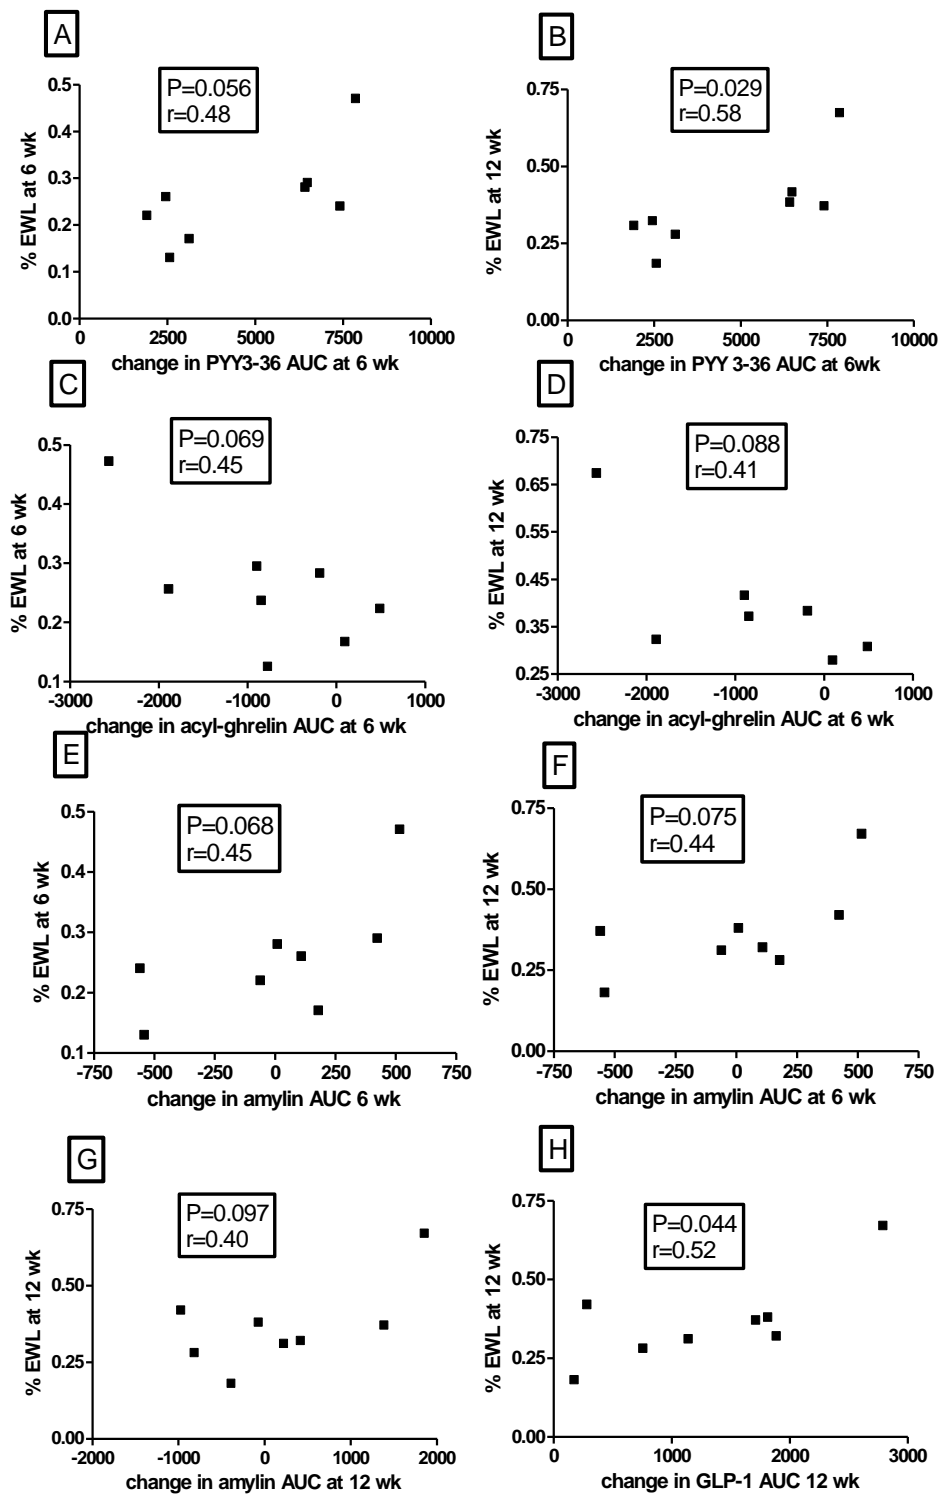 A
P=0.056
r=0.48
% EWL at 6 wk
0.5
0.4
0.3
0.2
0.1
0.0
0 2500 5000 7500 10000
change in PYY3-36 AUC at 6 wk
B
P=0.029
r=0.58
% EWL at 12 wk
0.75
0.50
0.25
0.00
0 2500 5000 7500 10000
change in PYY 3-36 AUC at 6wk
C
P=0.069
r=0.45
% EWL at 6 wk
0.5
0.4
0.3
0.2
0.1
-3000 -2000 -1000 0 1000
change in acyl-ghrelin AUC at 6 wk
D
P=0.088
r=0.41
% EWL at 12 wk
0.75
0.65
0.55
0.45
0.35
0.25
-3000 -2000 -1000 0 1000
change in acyl-ghrelin AUC at 6 wk
E
P=0.068
r=0.45
% EWL at 6 wk
0.5
0.4
0.3
0.2
0.1
-750 -500 -250 0 250 500 750
change in amylin AUC 6 wk
F
P=0.075
r=0.44
% EWL at 12 wk
0.75
0.50
0.25
0.00
-750 -500 -250 0 250 500 750
change in amylin AUC at 6 wk
G
P=0.097
r=0.40
% EWL at 12 wk
0.75
0.50
0.25
0.00
-2000 -1000 0 1000 2000
change in amylin AUC at 12 wk
H
P=0.044
r=0.52
% EWL at 12 wk
0.75
0.50
0.25
0.00
0 1000 2000 3000
change in GLP-1 AUC 12 wk